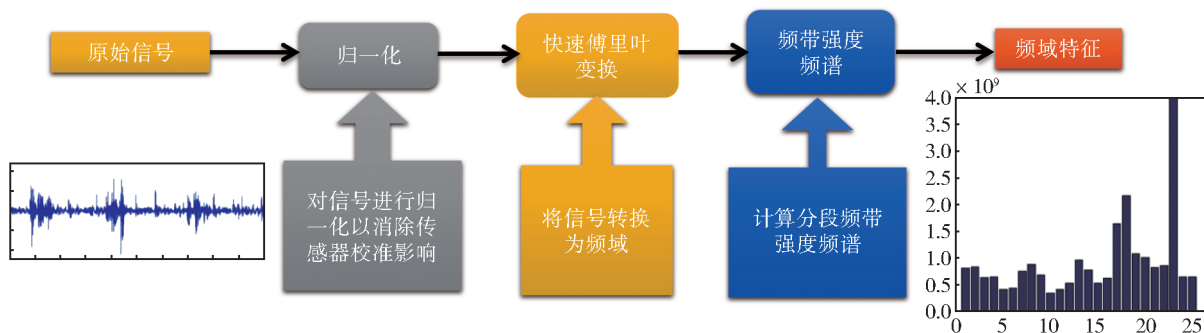 原始信号
归一化
快速傅里叶
变换
频带强度
频谱
频域特征
对信号进行归
一化以消除传
感器校准影响
将信号转换
为频域
计算分段频带
强度频谱
× 10⁹
4.0
3.5
3.0
2.5
2.0
1.5
1.0
0.5
0.0
0 5 10 15 20 25